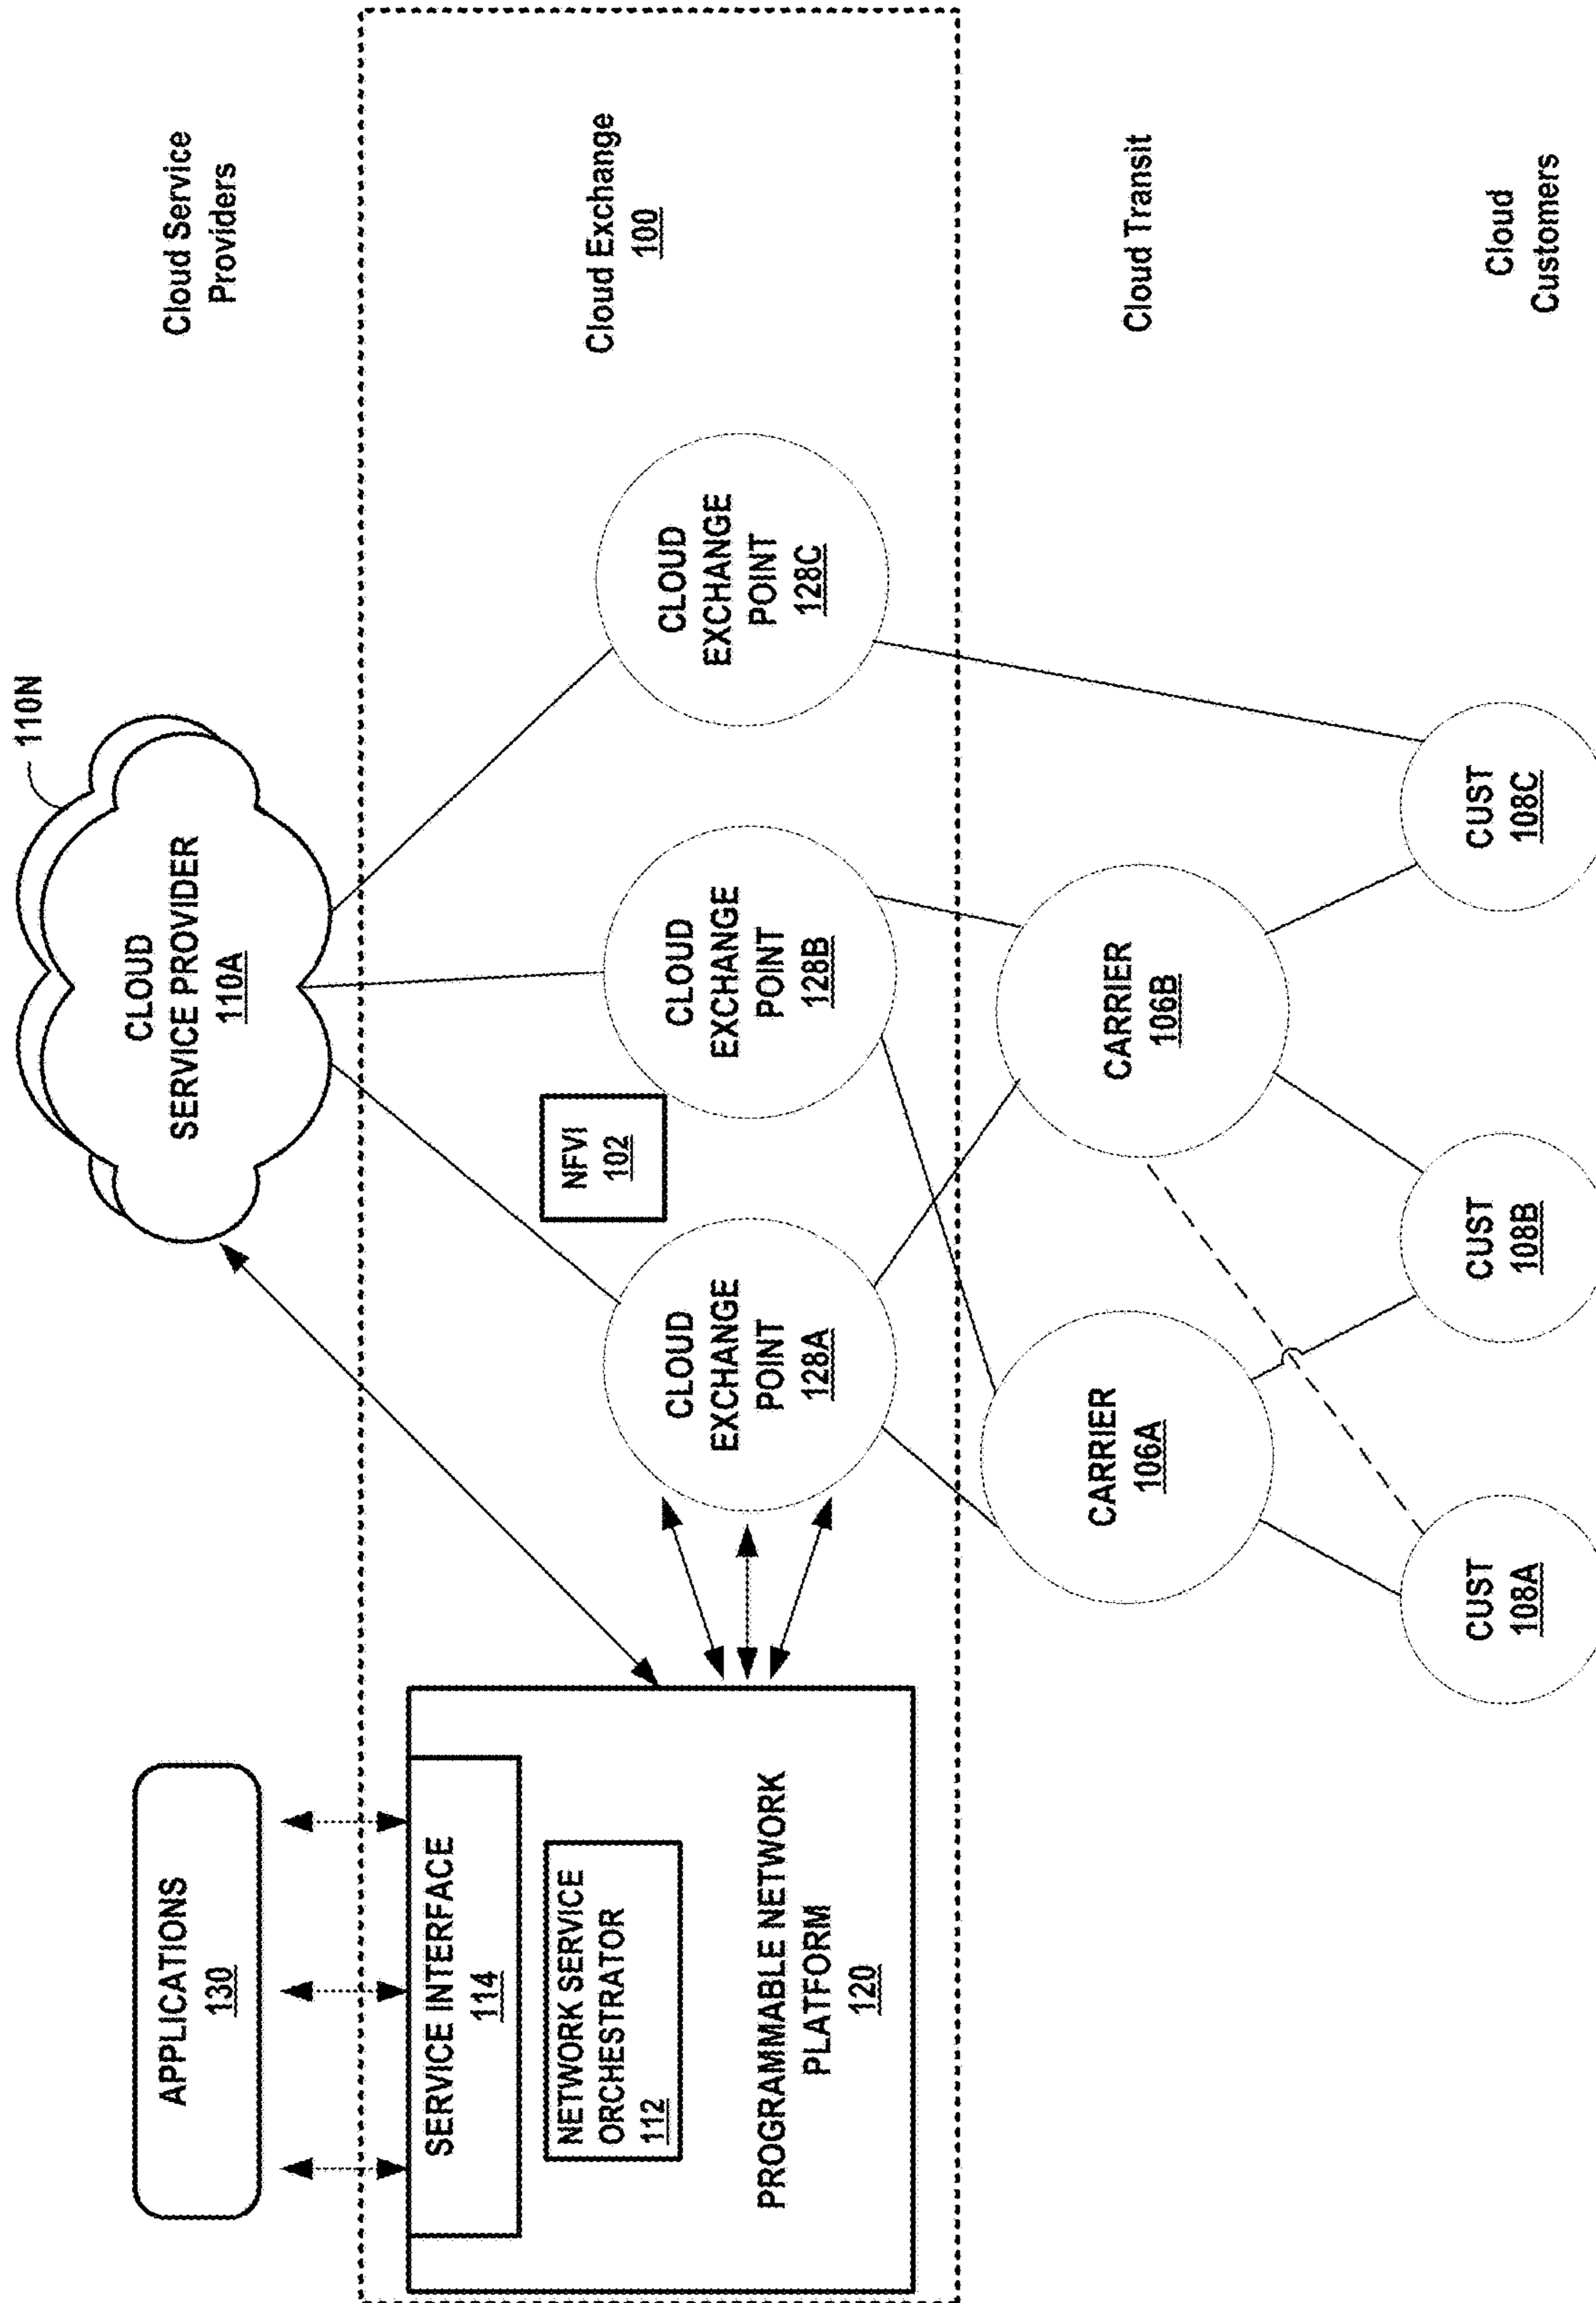 110N
APPLICATIONS
130
CLOUD
SERVICE PROVIDER
110A
Cloud Service
Providers
SERVICE INTERFACE
114
NETWORK SERVICE
ORCHESTRATOR
112
PROGRAMMABLE NETWORK
PLATFORM
120
NFVI
102
CLOUD
EXCHANGE
POINT
128A
CLOUD
EXCHANGE
POINT
128B
CLOUD
EXCHANGE
POINT
128C
Cloud Exchange
100
CARRIER
106A
CARRIER
106B
Cloud Transit
CUST
108A
CUST
108B
CUST
108C
Cloud
Customers